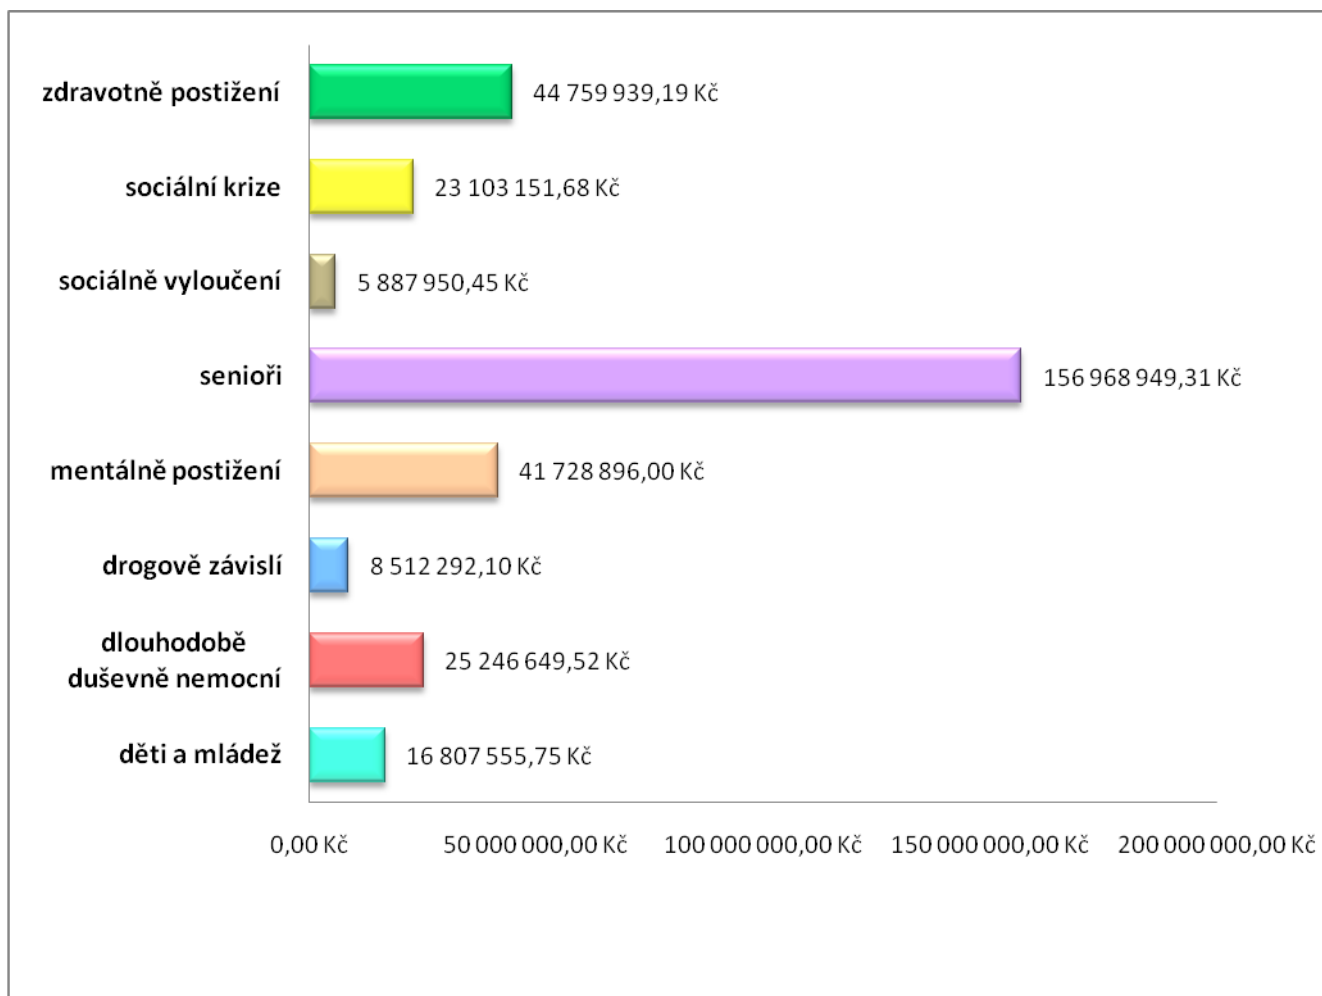 zdravotně postižení
44 759 939,19 Kč
sociální krize
23 103 151,68 Kč
sociálně vyloučení
5 887 950,45 Kč
senioři
156 968 949,31 Kč
mentálně postižení
41 728 896,00 Kč
drogově závislí
8 512 292,10 Kč
dlouhodobě
duševně nemocní
25 246 649,52 Kč
děti a mládež
16 807 555,75 Kč
0,00 Kč 50 000 000,00 Kč 100 000 000,00 Kč 150 000 000,00 Kč 200 000 000,00 Kč